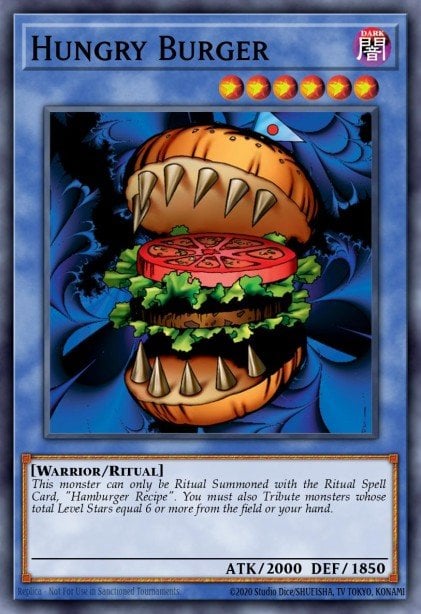 HUNGRY BURGER
DARK
闇
[WARRIOR/RITUAL]
This monster can only be Ritual Summoned with the Ritual Spell
Card, "Hamburger Recipe". You must also Tribute monsters whose
total Level Stars equal 6 or more from the field or your hand.
ATK/2000 DEF/1850
Replica - Not For Use in Sanctioned Tournaments.
©2020 Studio Dice/SHUEISHA, TV TOKYO, KONAMI